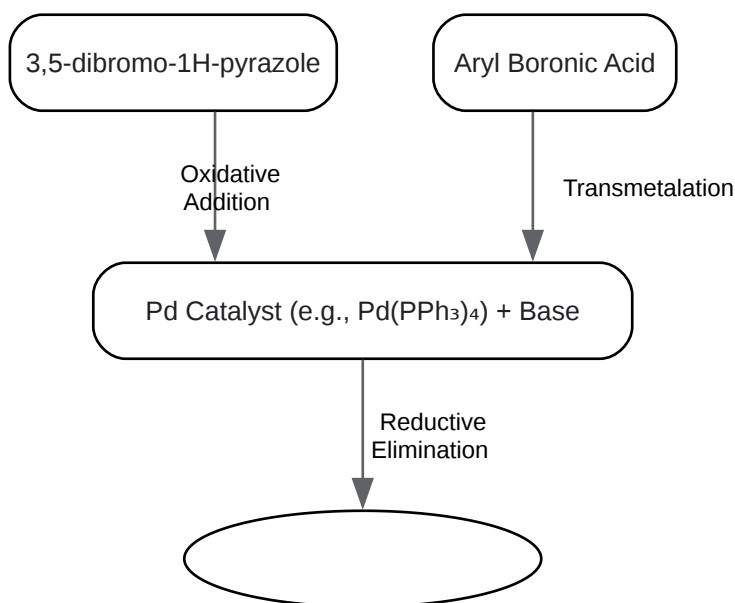 3,5-dibromo-1H-pyrazole
Aryl Boronic Acid
Oxidative
Addition
Transmetalation
Pd Catalyst (e.g., Pd(PPh₃)₄) + Base
Reductive
Elimination